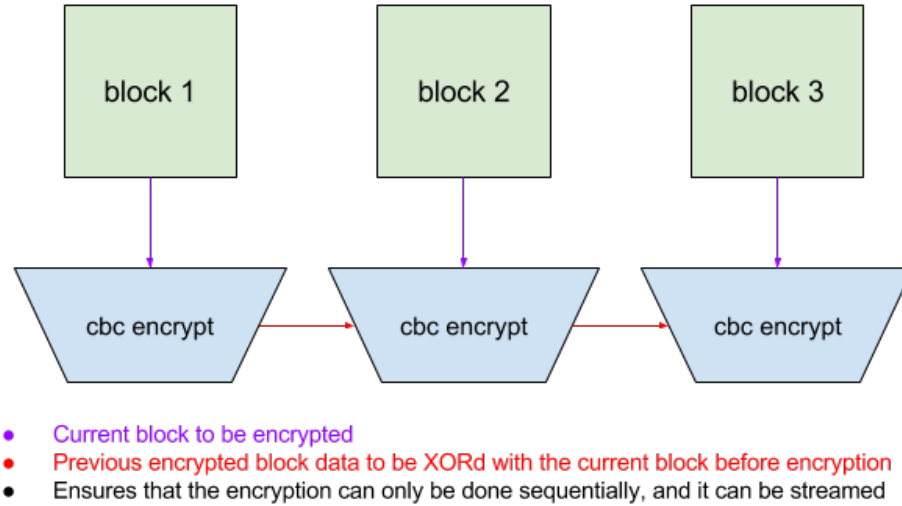 block 1
block 2
block 3
cbc encrypt
cbc encrypt
cbc encrypt
Current block to be encrypted
Previous encrypted block data to be XORd with the current block before encryption
Ensures that the encryption can only be done sequentially, and it can be streamed